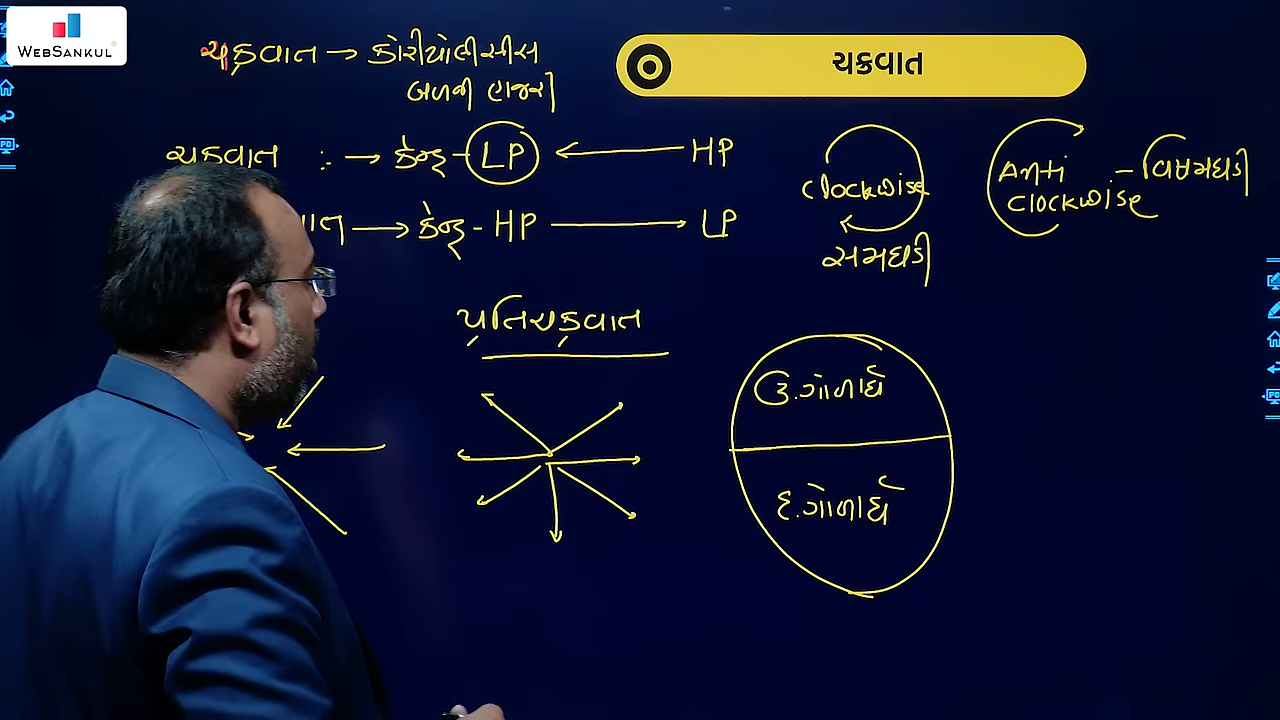 WEBSANKUL
ચક્રવાત → કોરીયોલીસીસ
બળની હાજરી
ચક્રવાત
ચક્રવાત : → કેન્દ્ર - LP ← HP
વાત → કેન્દ્ર - HP → LP
clockwise
સમઘડી
Anti - વિષમઘડી
clockwise
પ્રતિચક્રવાત
ઉ.ગોળાર્ધ
દ.ગોળાર્ધ